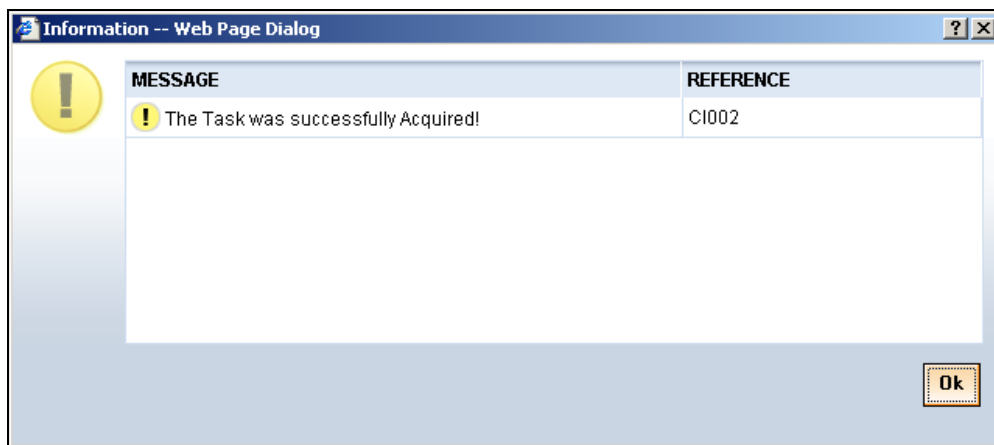 Information -- Web Page Dialog
MESSAGE REFERENCE
The Task was successfully Acquired! CI002
Ok